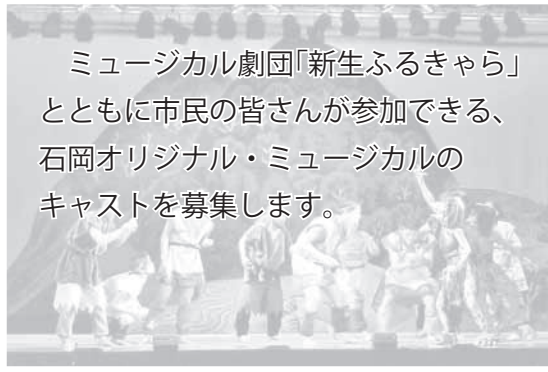 ミュージカル劇団｢新生ふるきゃら｣
とともに市民の皆さんが参加できる、
石岡オリジナル・ミュージカルの
キャストを募集します。